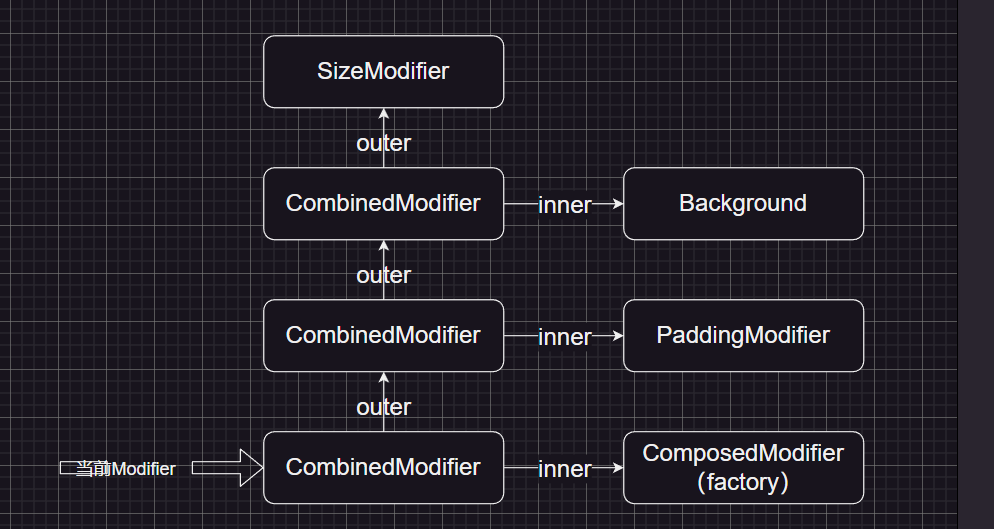 SizeModifier
outer
CombinedModifier
inner
Background
outer
CombinedModifier
inner
PaddingModifier
outer
当前Modifier
CombinedModifier
inner
ComposedModifier
（factory）